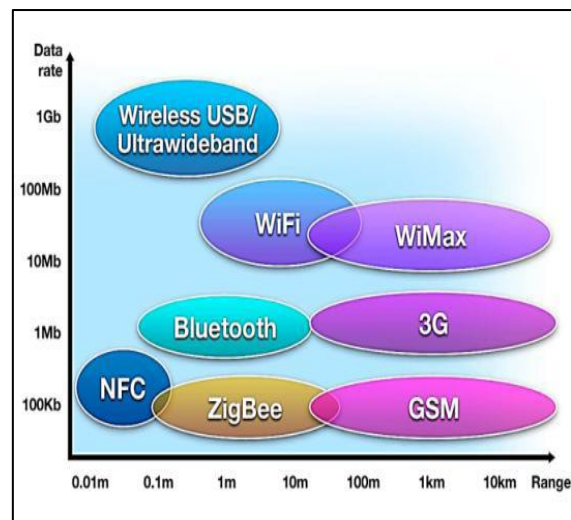 Data
rate
1Gb
Wireless USB/
Ultrawideband
100Mb
WiFi
WiMax
10Mb
1Mb
Bluetooth
3G
NFC
100Kb
ZigBee
GSM
0.01m 0.1m 1m 10m 100m 1km 10km Range